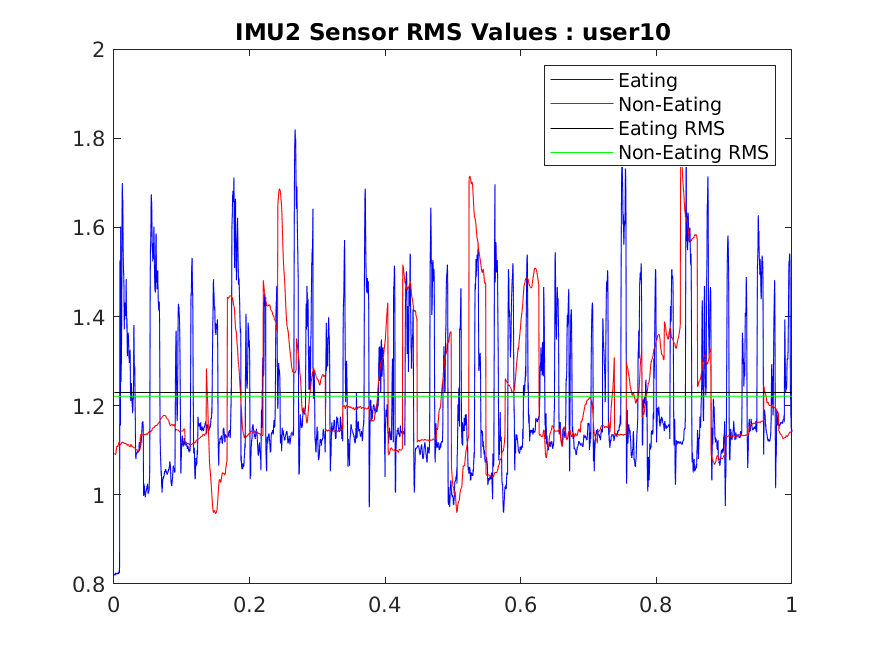 IMU2 Sensor RMS Values : user10
2
1.8
1.6
1.4
1.2
1
0.8
0
0.2
0.4
0.6
0.8
1
Eating
Non-Eating
Eating RMS
Non-Eating RMS